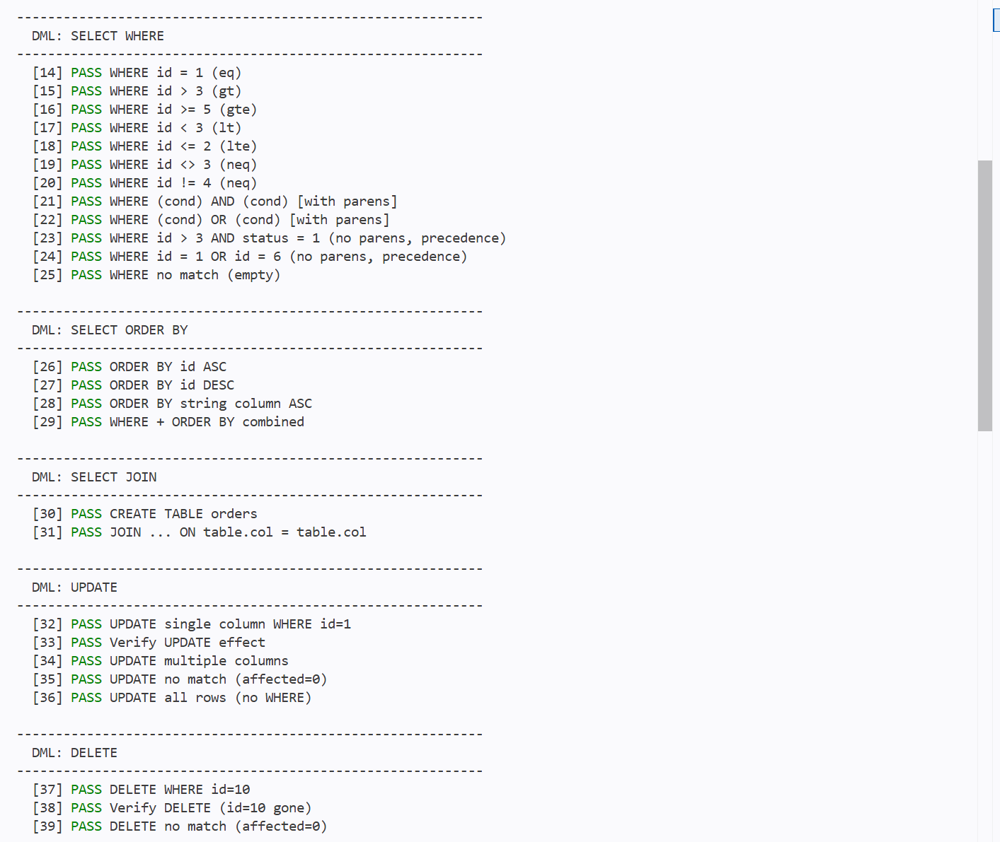 ------------------------------------------------------------
DML: SELECT WHERE
------------------------------------------------------------
[14] PASS WHERE id = 1 (eq)
[15] PASS WHERE id > 3 (gt)
[16] PASS WHERE id >= 5 (gte)
[17] PASS WHERE id < 3 (lt)
[18] PASS WHERE id <= 2 (lte)
[19] PASS WHERE id <> 3 (neq)
[20] PASS WHERE id != 4 (neq)
[21] PASS WHERE (cond) AND (cond) [with parens]
[22] PASS WHERE (cond) OR (cond) [with parens]
[23] PASS WHERE id > 3 AND status = 1 (no parens, precedence)
[24] PASS WHERE id = 1 OR id = 6 (no parens, precedence)
[25] PASS WHERE no match (empty)
------------------------------------------------------------
DML: SELECT ORDER BY
------------------------------------------------------------
[26] PASS ORDER BY id ASC
[27] PASS ORDER BY id DESC
[28] PASS ORDER BY string column ASC
[29] PASS WHERE + ORDER BY combined
------------------------------------------------------------
DML: SELECT JOIN
------------------------------------------------------------
[30] PASS CREATE TABLE orders
[31] PASS JOIN ... ON table.col = table.col
------------------------------------------------------------
DML: UPDATE
------------------------------------------------------------
[32] PASS UPDATE single column WHERE id=1
[33] PASS Verify UPDATE effect
[34] PASS UPDATE multiple columns
[35] PASS UPDATE no match (affected=0)
[36] PASS UPDATE all rows (no WHERE)
------------------------------------------------------------
DML: DELETE
------------------------------------------------------------
[37] PASS DELETE WHERE id=10
[38] PASS Verify DELETE (id=10 gone)
[39] PASS DELETE no match (affected=0)